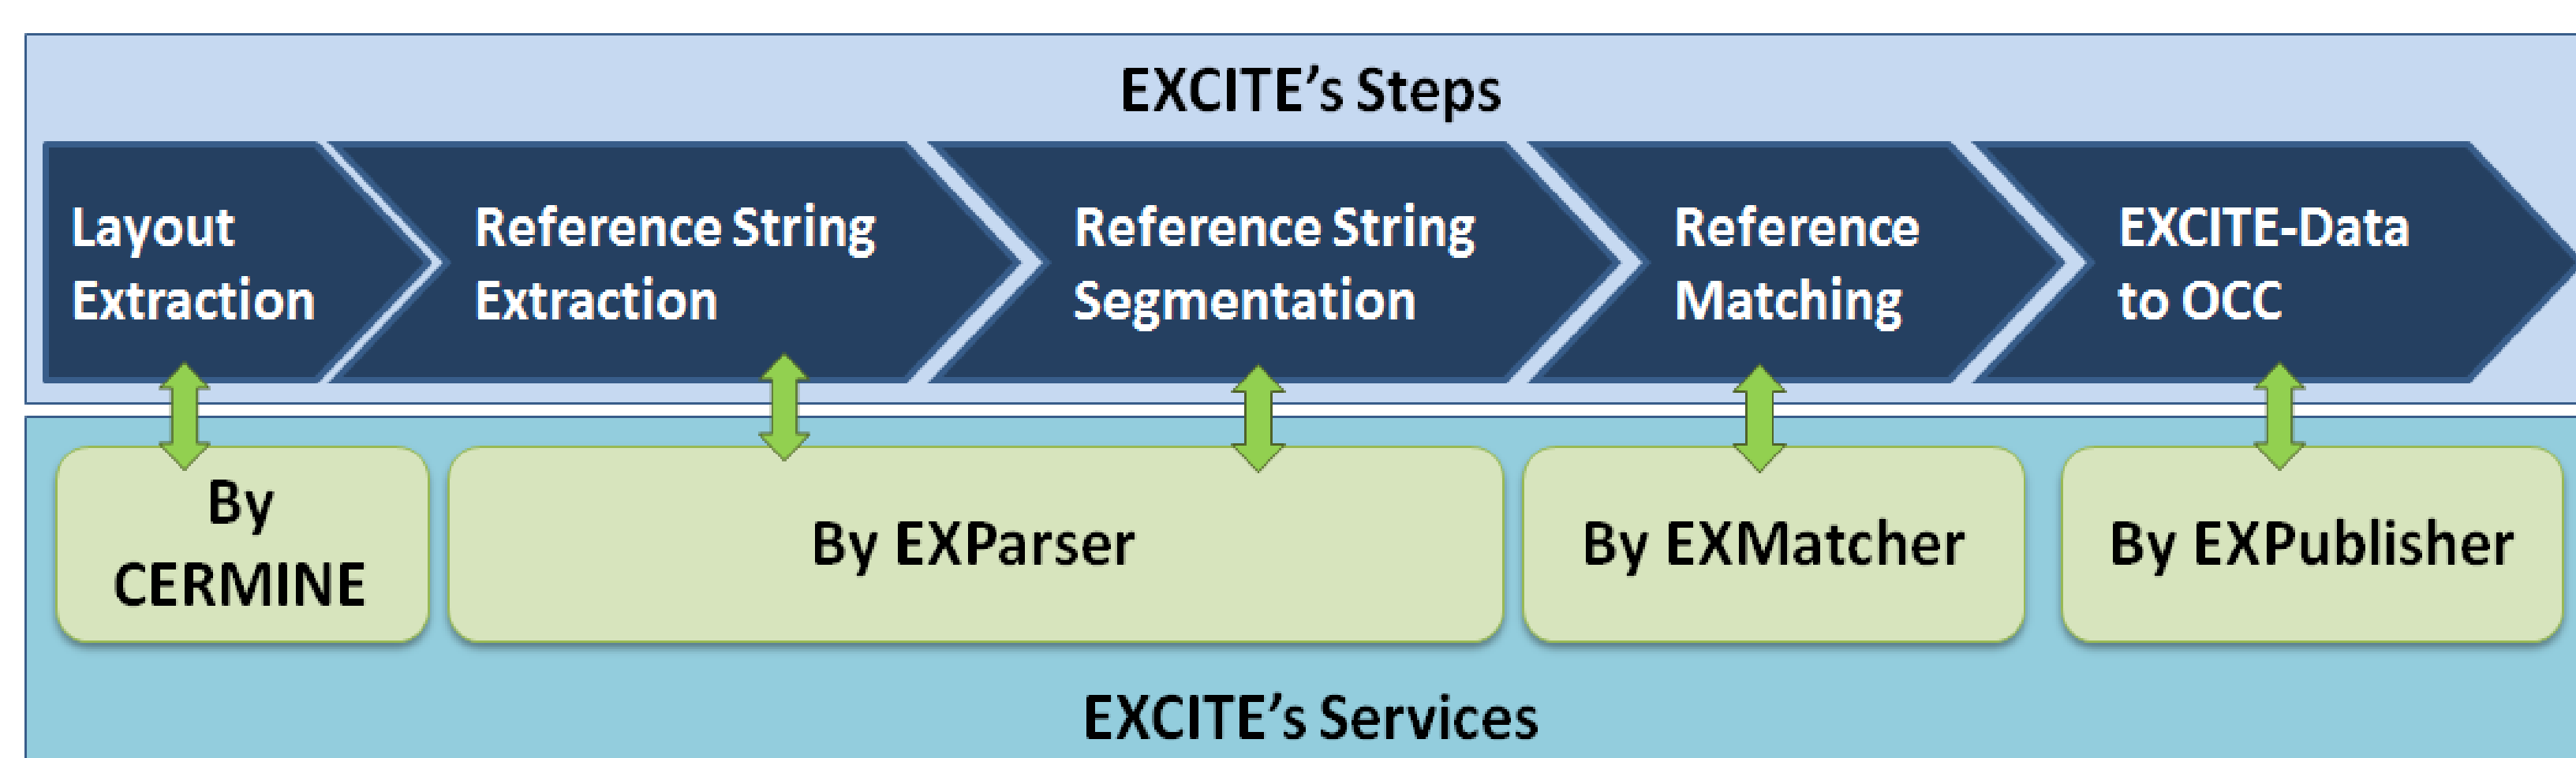 EXCITE’s Steps
Layout
Extraction
Reference String
Extraction
Reference String
Segmentation
Reference
Matching
EXCITE-Data
to OCC
By
CERMINE
By EXParser
By EXMatcher
By EXPublisher
EXCITE’s Services